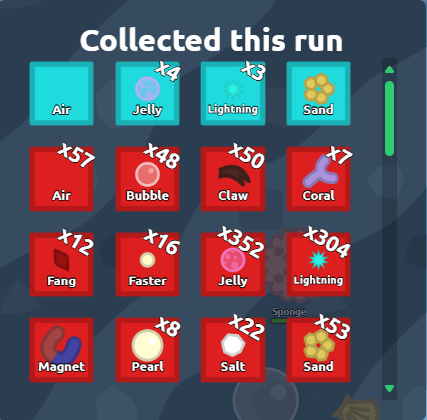 Collected this run
x4 x3
Air Jelly Lightning Sand
x57 x48 x50 x7
Air Bubble Claw Coral
x12 x16 x352 x304
Fang Faster Jelly Lightning
Sponge
x8 x22 x53
Magnet Pearl Salt Sand